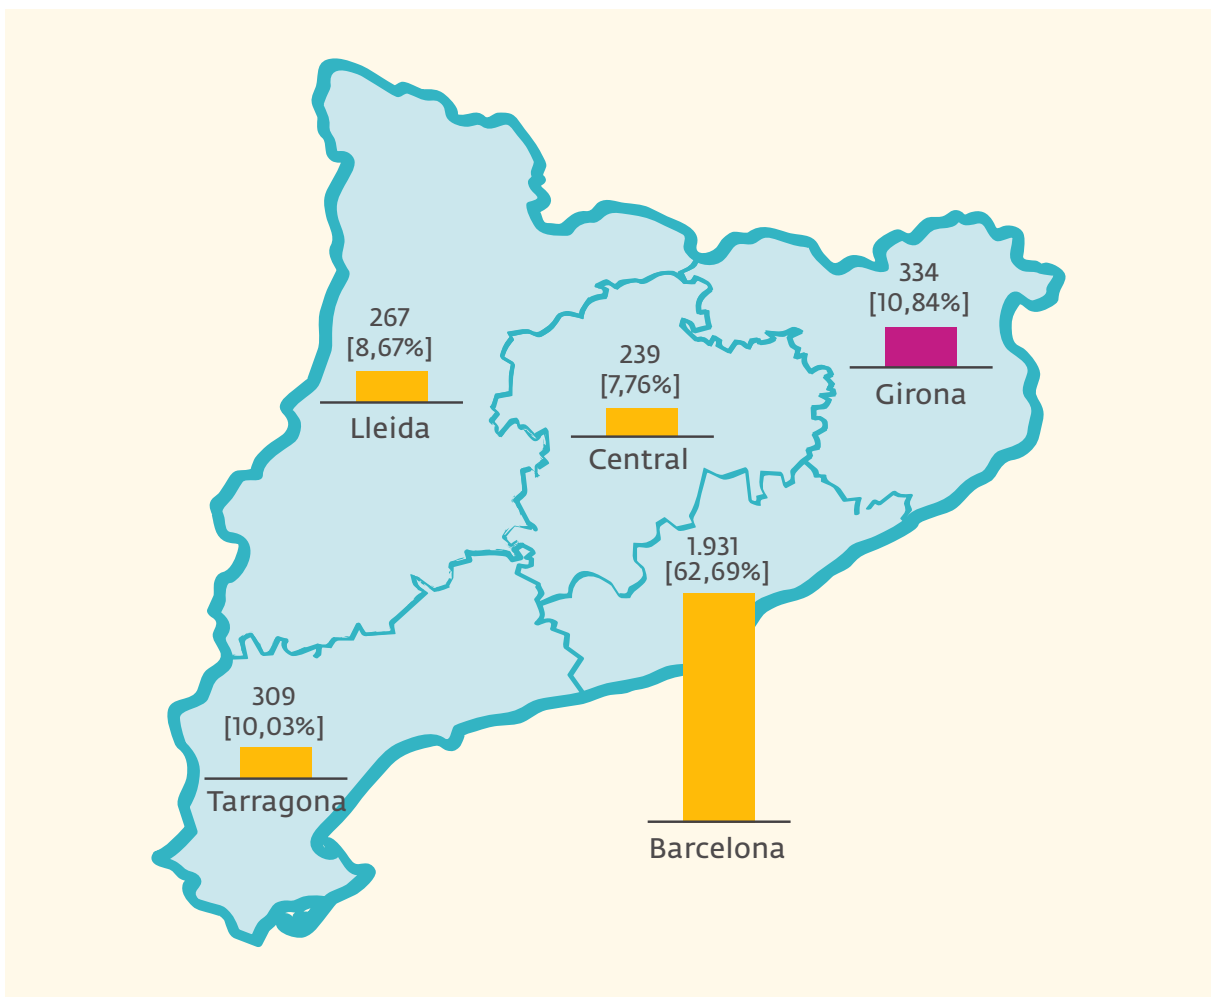 334
[10,84%]
Girona
267
[8,67%]
Lleida
239
[7,76%]
Central
1.931
[62,69%]
Barcelona
309
[10,03%]
Tarragona